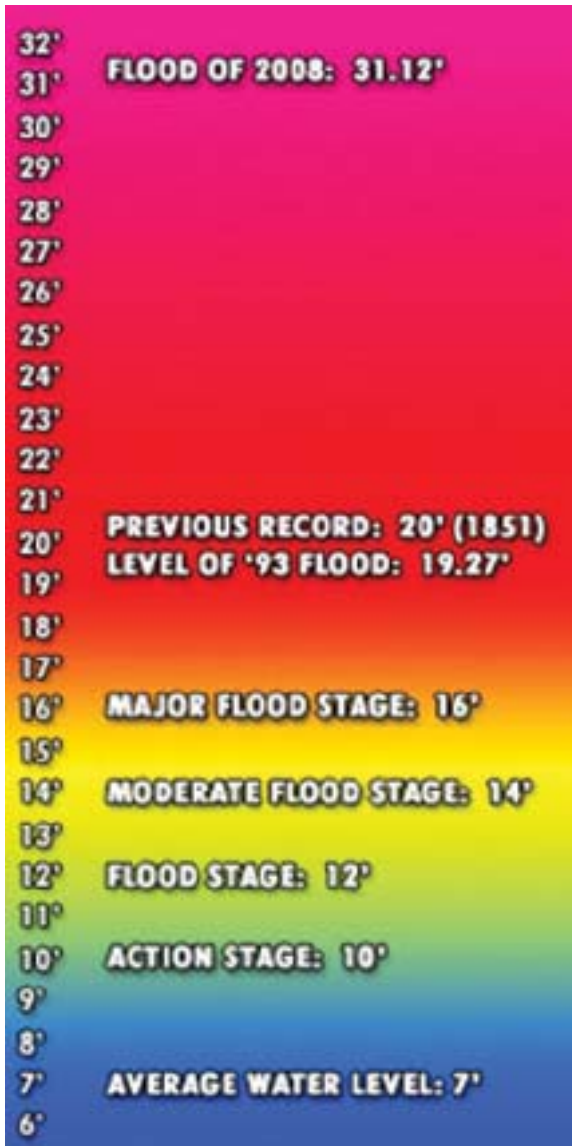 32'
FLOOD OF 2008: 31.12'
31'
30'
29'
28'
27'
26'
25'
24'
23'
22'
21'
PREVIOUS RECORD: 20' (1851)
20'
LEVEL OF '93 FLOOD: 19.27'
19'
18'
17'
16' MAJOR FLOOD STAGE: 16'
15'
14' MODERATE FLOOD STAGE: 14'
13'
12' FLOOD STAGE: 12'
11'
10' ACTION STAGE: 10'
9'
8'
7' AVERAGE WATER LEVEL: 7'
6'